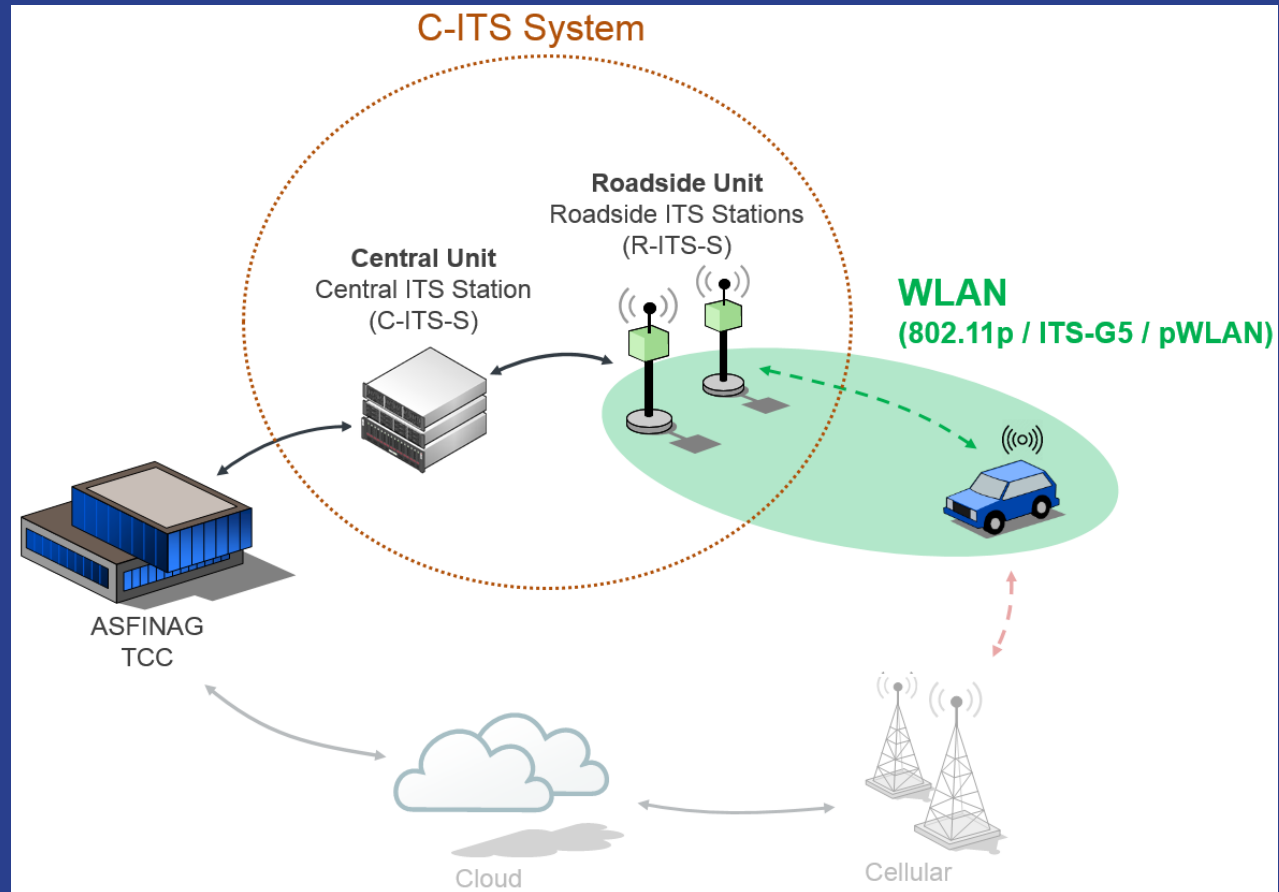 C-ITS System
Roadside Unit
Roadside ITS Stations
(R-ITS-S)
Central Unit
Central ITS Station
(C-ITS-S)
WLAN
(802.11p / ITS-G5 / pWLAN)
ASFINAG
TCC
Cloud
Cellular